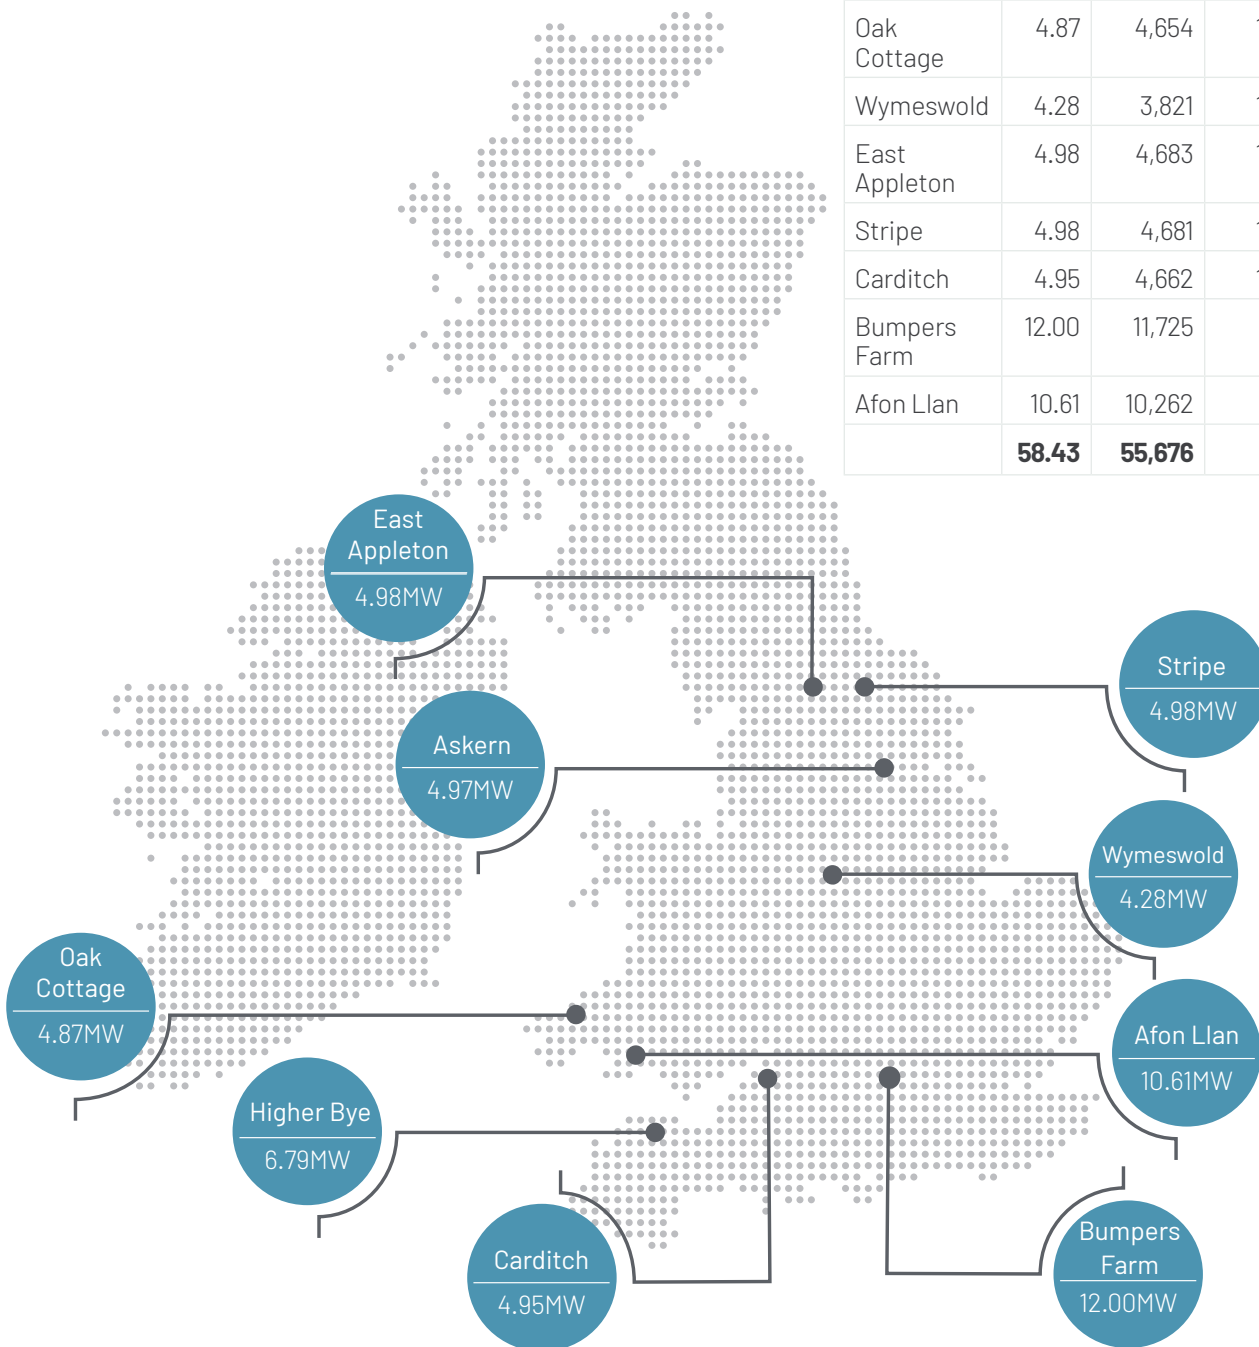 Oak 4.87 4,654
Cottage
Wymeswold 4.28 3,821
East 4.98 4,683
Appleton
Stripe 4.98 4,681
Carditch 4.95 4,662
Bumpers 12.00 11,725
Farm
Afon Llan 10.61 10,262
58.43 55,676
East
Appleton
4.98MW
Stripe
4.98MW
Askern
4.97MW
Wymeswold
4.28MW
Oak
Cottage
4.87MW
Afon Llan
10.61MW
Higher Bye
6.79MW
Carditch
4.95MW
Bumpers
Farm
12.00MW